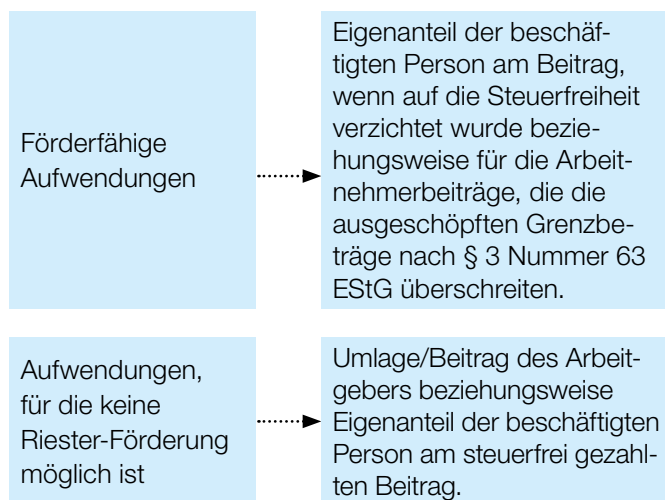 Förderfähige
Aufwendungen
Eigenanteil der beschäf-
tigten Person am Beitrag,
wenn auf die Steuerfreiheit
verzichtet wurde bezie-
hungsweise für die Arbeit-
nehmerbeiträge, die die
ausgeschöpften Grenzbe-
träge nach § 3 Nummer 63
EStG überschreiten.
Aufwendungen,
für die keine
Riester-Förderung
möglich ist
Umlage/Beitrag des Arbeit-
gebers beziehungsweise
Eigenanteil der beschäftigten
Person am steuerfrei gezahl-
ten Beitrag.